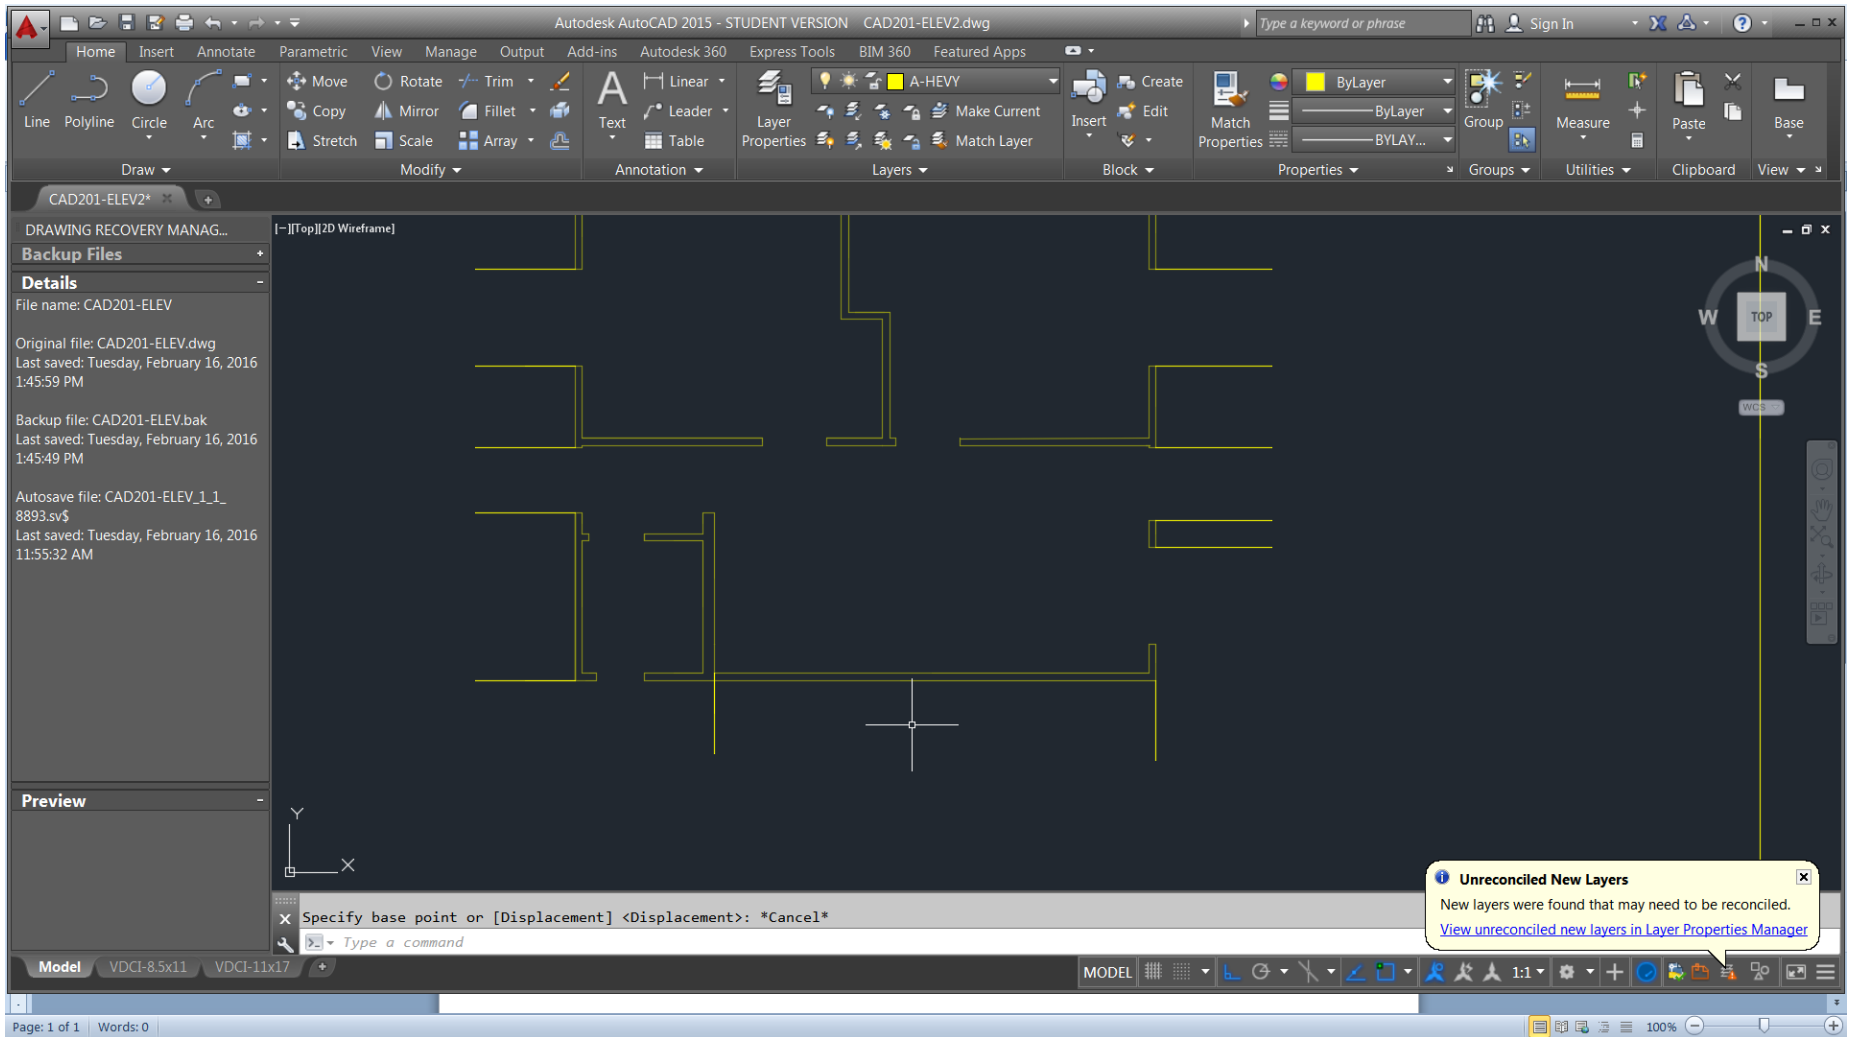 Autodesk AutoCAD 2015 - STUDENT VERSION CAD201-ELEV2.dwg
Type a keyword or phrase
Sign In
Home Insert Annotate Parametric View Manage Output Add-ins Autodesk 360 Express Tools BIM 360 Featured Apps
Line Polyline Circle Arc
Move Rotate Trim
Copy Mirror Fillet
Stretch Scale Array
Text
Linear
Leader
Table
Layer Properties
A-HEVY
Make Current
Match Layer
Insert
Create
Edit
Match Properties
ByLayer
ByLayer
BYLAY...
Group
Measure
Paste
Base
Draw Modify Annotation Layers Block Properties Groups Utilities Clipboard View
CAD201-ELEV2*
DRAWING RECOVERY MANAG...
Backup Files
Details
File name: CAD201-ELEV
Original file: CAD201-ELEV.dwg
Last saved: Tuesday, February 16, 2016
1:45:59 PM
Backup file: CAD201-ELEV.bak
Last saved: Tuesday, February 16, 2016
1:45:49 PM
Autosave file: CAD201-ELEV_1_1_
8893.sv$
Last saved: Tuesday, February 16, 2016
11:55:32 AM
Preview
[−][Top][2D Wireframe]
N
W TOP E
S
WCS
Y
X
Specify base point or [Displacement] <Displacement>: *Cancel*
Type a command
Unreconciled New Layers
New layers were found that may need to be reconciled.
View unreconciled new layers in Layer Properties Manager
Model VDCI-8.5x11 VDCI-11x17
MODEL
1:1
Page: 1 of 1 Words: 0
100%